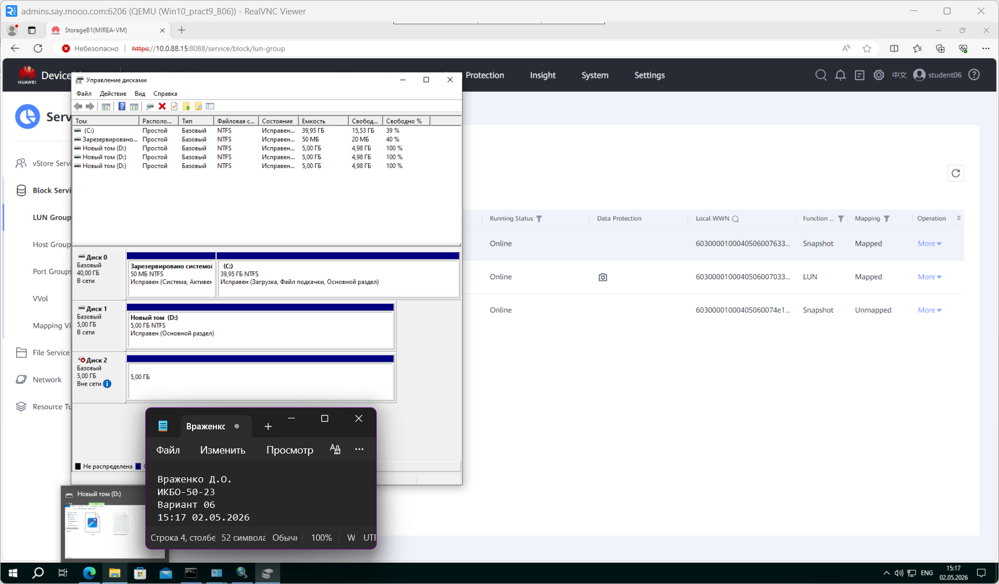 admins.say.mooo.com:6206 (QEMU (Win10_pract9_B06)) - RealVNC Viewer
StorageB1(MIREA-VM)
Небезопасно
https://10.0.88.15:8088/service/block/lun-group
HUAWEI
Device
Protection
Insight
System
Settings
中文
student06
Serv
vStore Servi
Block Servi
LUN Group
Host Group
Port Groups
VVol
Mapping Vi
File Service
Network
Resource Tu
Управление дисками
Файл
Действие
Вид
Справка
Том Располо... Тип Файловая с... Состояние Емкость Свобод... Свободно %
(C:) Простой Базовый NTFS Исправен... 39,95 ГБ 15,53 ГБ 39 %
Зарезервировано... Простой Базовый NTFS Исправен... 50 МБ 20 МБ 40 %
Новый том (D:) Простой Базовый NTFS Исправен... 5,00 ГБ 4,98 ГБ 100 %
Новый том (D:) Простой Базовый NTFS Исправен... 5,00 ГБ 4,98 ГБ 100 %
Новый том (D:) Простой Базовый NTFS Исправен... 5,00 ГБ 4,98 ГБ 100 %
Диск 0
Базовый
40,00 ГБ
В сети
Зарезервировано системой
50 МБ NTFS
Исправен (Система, Активен
(C:)
39,95 ГБ NTFS
Исправен (Загрузка, Файл подкачки, Основной раздел)
Диск 1
Базовый
5,00 ГБ
В сети
Новый том (D:)
5,00 ГБ NTFS
Исправен (Основной раздел)
Диск 2
Базовый
5,00 ГБ
Вне сети
5,00 ГБ
Не распределена
Running Status Data Protection Local WWN Function ... Mapping Operation
Online 6030000100040506007633... Snapshot Mapped More
Online 6030000100040506007033... LUN Mapped More
Online 60300001000405060074e1... Snapshot Unmapped More
Новый том (D:)
Враженко
Файл
Изменить
Просмотр
Враженко Д.О.
ИКБО-50-23
Вариант 06
15:17 02.05.2026
Строка 4, столбе
52 символа
Обычн
100%
W
UTF
ENG
15:17
02.05.2026